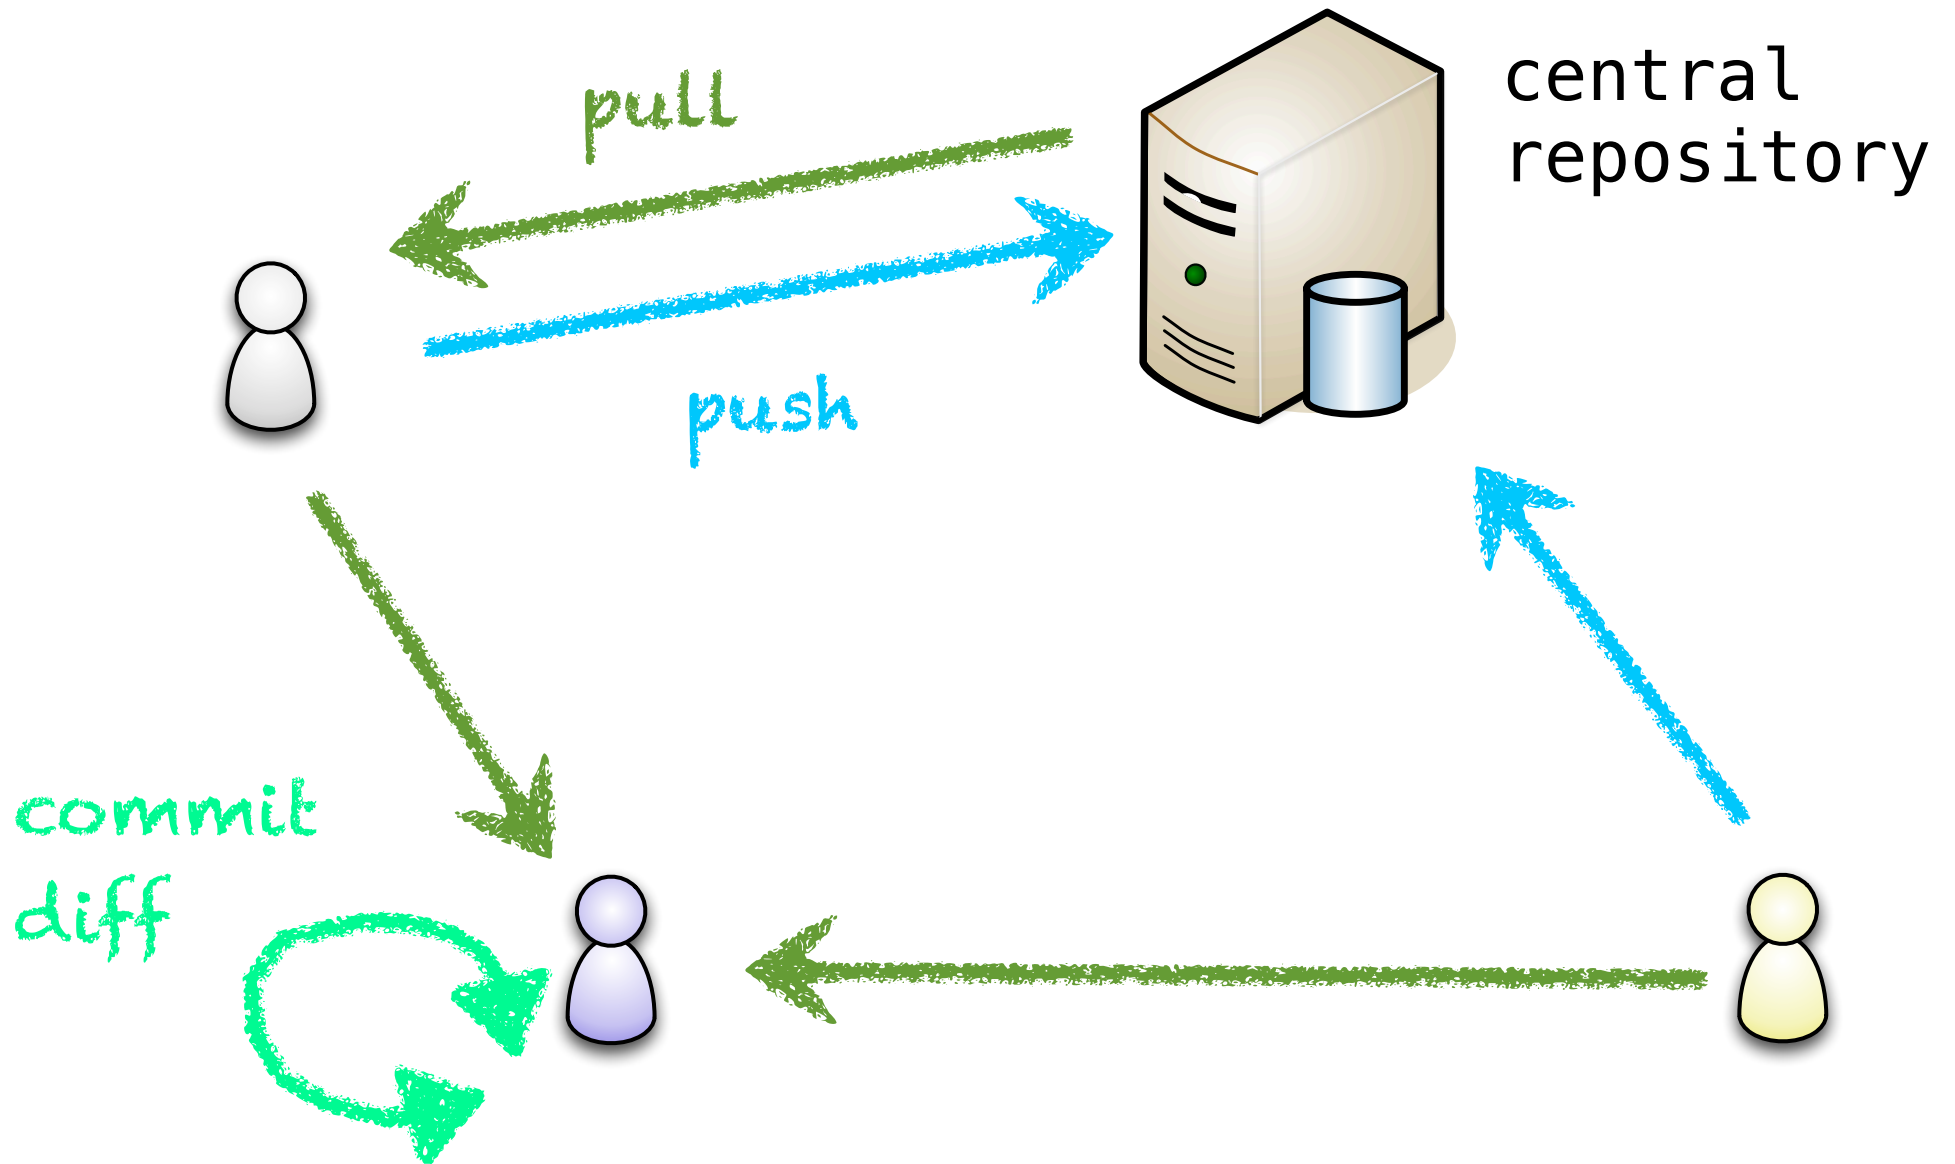 pull
central
repository
push
commit
diff